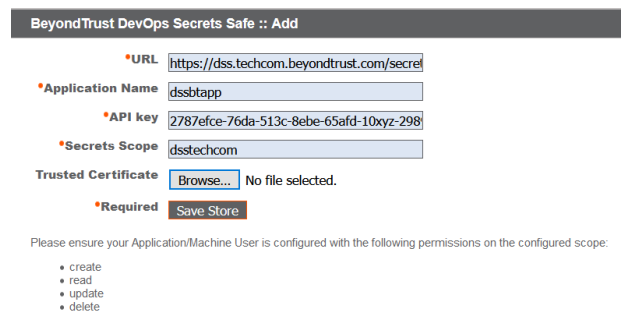 BeyondTrust DevOps Secrets Safe :: Add
•URL https://dss.techcom.beyondtrust.com/secret
•Application Name dssbtapp
•API key 2787efce-76da-513c-8ebe-65afd-10xyz-298
•Secrets Scope dsstechcom
Trusted Certificate Browse... No file selected.
•Required Save Store
Please ensure your Application/Machine User is configured with the following permissions on the configured scope:
• create
• read
• update
• delete